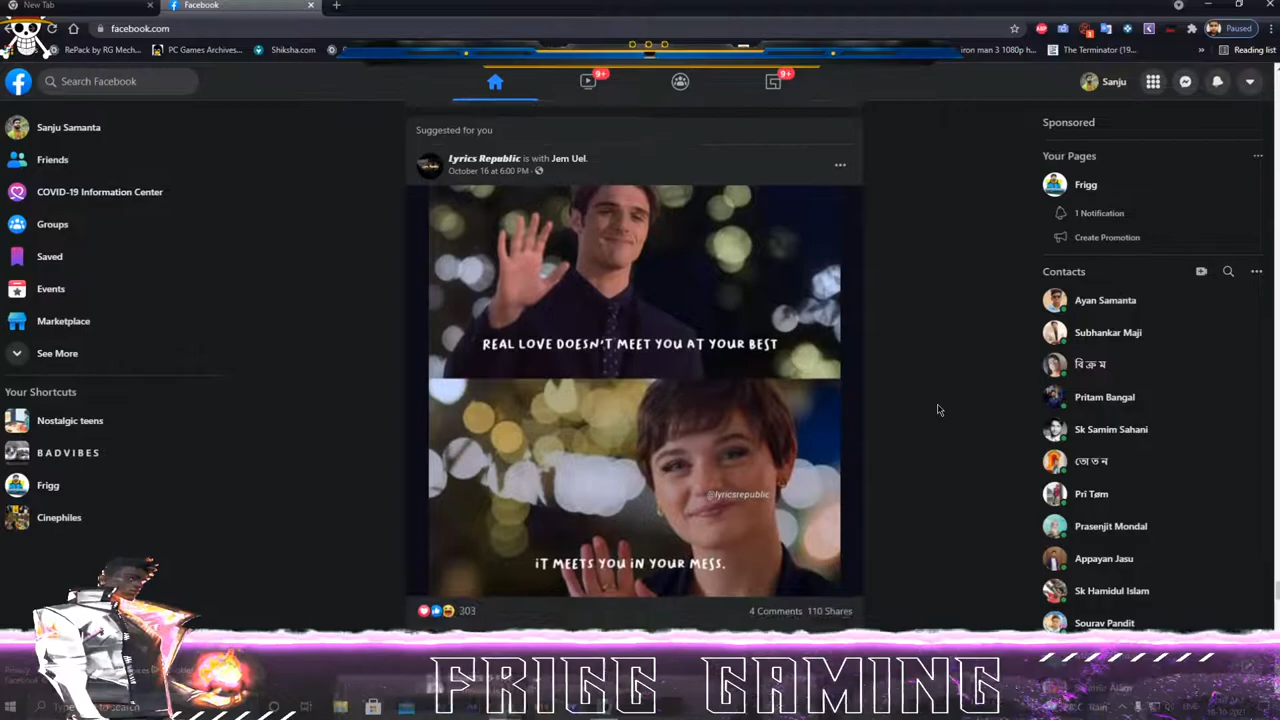 New Tab
Facebook
facebook.com
Paused
RePack by RG Mech...
PC Games Archives...
Shiksha.com
iron man 3 1080p h...
The Terminator (19...
Reading list
Search Facebook
9+
9+
Sanju
Sanju Samanta
Friends
COVID-19 Information Center
Groups
Saved
Events
Marketplace
See More
Your Shortcuts
Nostalgic teens
BADVIBES
Frigg
Cinephiles
Suggested for you
Lyrics Republic is with Jem Uel.
October 16 at 6:00 PM ·
REAL LOVE DOESN'T MEET YOU AT YOUR BEST
@lyricsrepublic
IT MEETS YOU IN YOUR MESS.
303
4 Comments 110 Shares
Sponsored
Your Pages
Frigg
1 Notification
Create Promotion
Contacts
Ayan Samanta
Subhankar Maji
বি ক্র ম
Pritam Bangal
Sk Samim Sahani
তো ত ন
Pri Tøm
Prasenjit Mondal
Appayan Jasu
Sk Hamidul Islam
Sourav Pandit
FRIGG GAMING